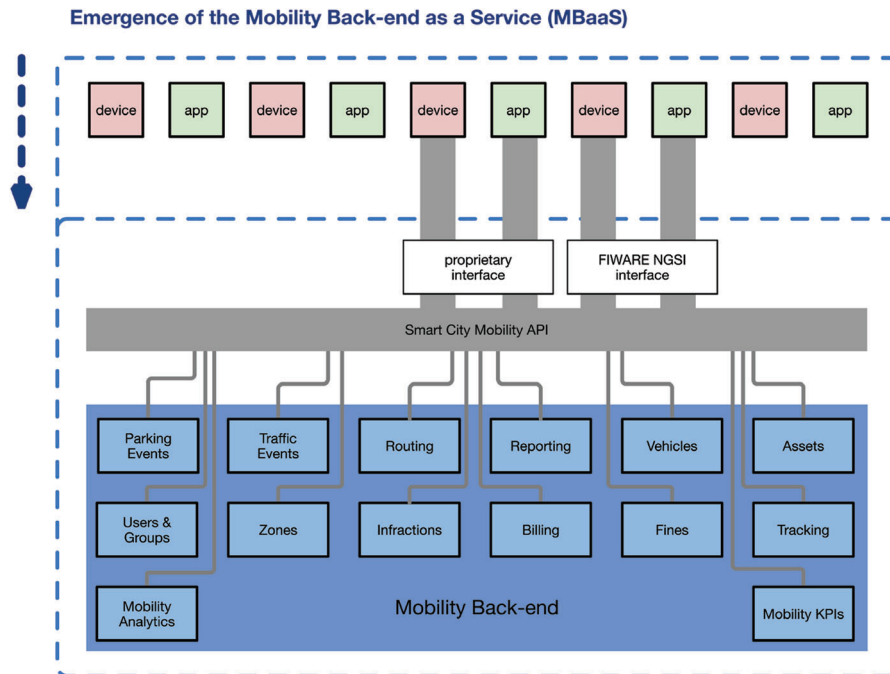 Emergence of the Mobility Back-end as a Service (MBaaS)
device
app
device
app
device
app
device
app
device
app
proprietary
interface
FIWARE NGSI
interface
Smart City Mobility API
Parking
Events
Traffic
Events
Routing
Reporting
Vehicles
Assets
Users &
Groups
Zones
Infractions
Billing
Fines
Tracking
Mobility
Analytics
Mobility Back-end
Mobility KPIs